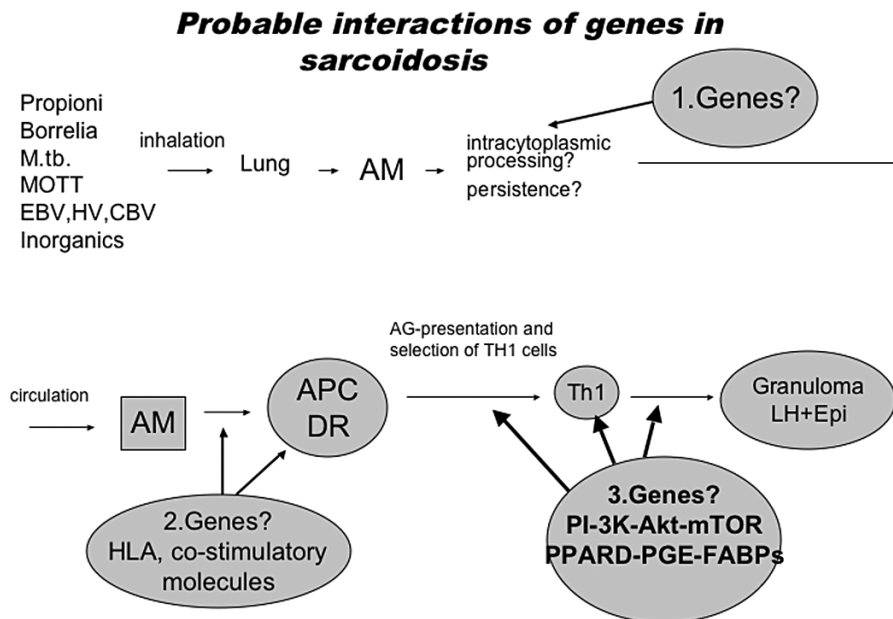 Probable interactions of genes in
sarcoidosis
1.Genes?
Propioni
Borrelia
M.tb.
MOTT
EBV,HV,CBV
Inorganics
inhalation
Lung
AM
intracytoplasmic
processing?
persistence?
AG-presentation and
selection of TH1 cells
circulation
AM
APC
DR
Th1
Granuloma
LH+Epi
2.Genes?
HLA, co-stimulatory
molecules
3.Genes?
PI-3K-Akt-mTOR
PPARD-PGE-FABPs